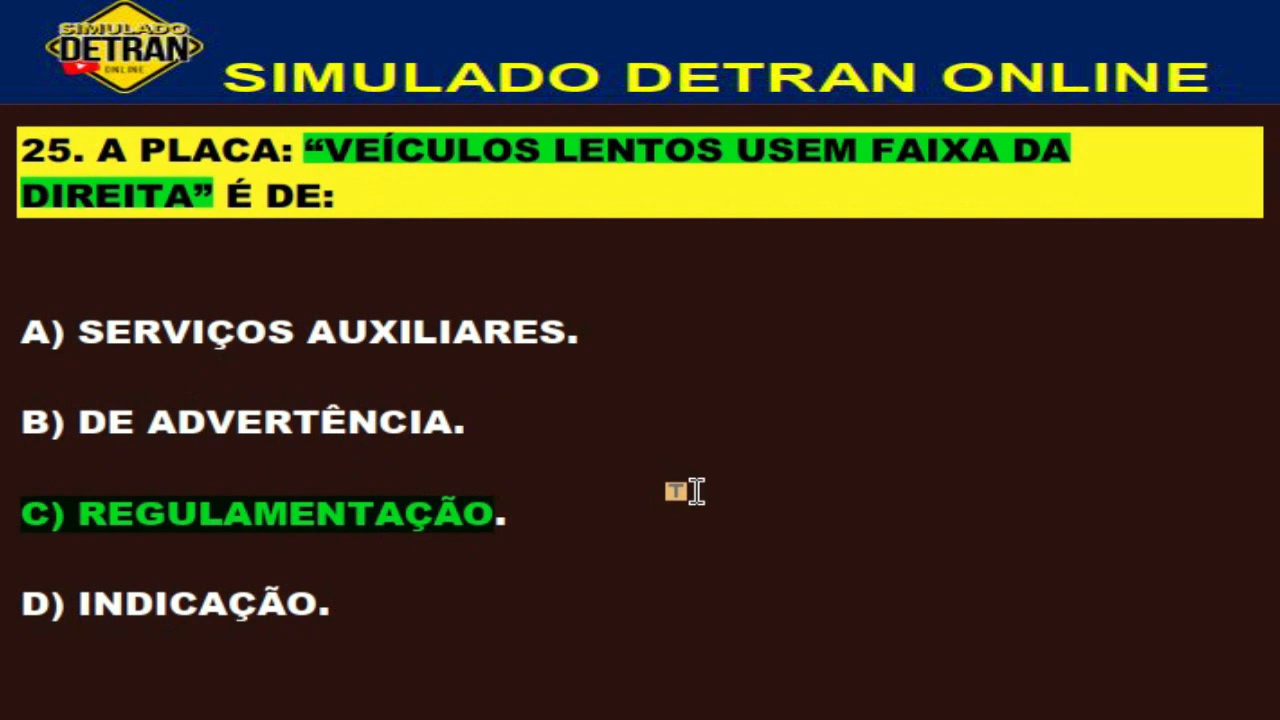 SIMULADO
DETRAN
ONLINE
SIMULADO DETRAN ONLINE
25. A PLACA: “VEÍCULOS LENTOS USEM FAIXA DA
DIREITA” É DE:
A) SERVIÇOS AUXILIARES.
B) DE ADVERTÊNCIA.
T
C) REGULAMENTAÇÃO.
D) INDICAÇÃO.